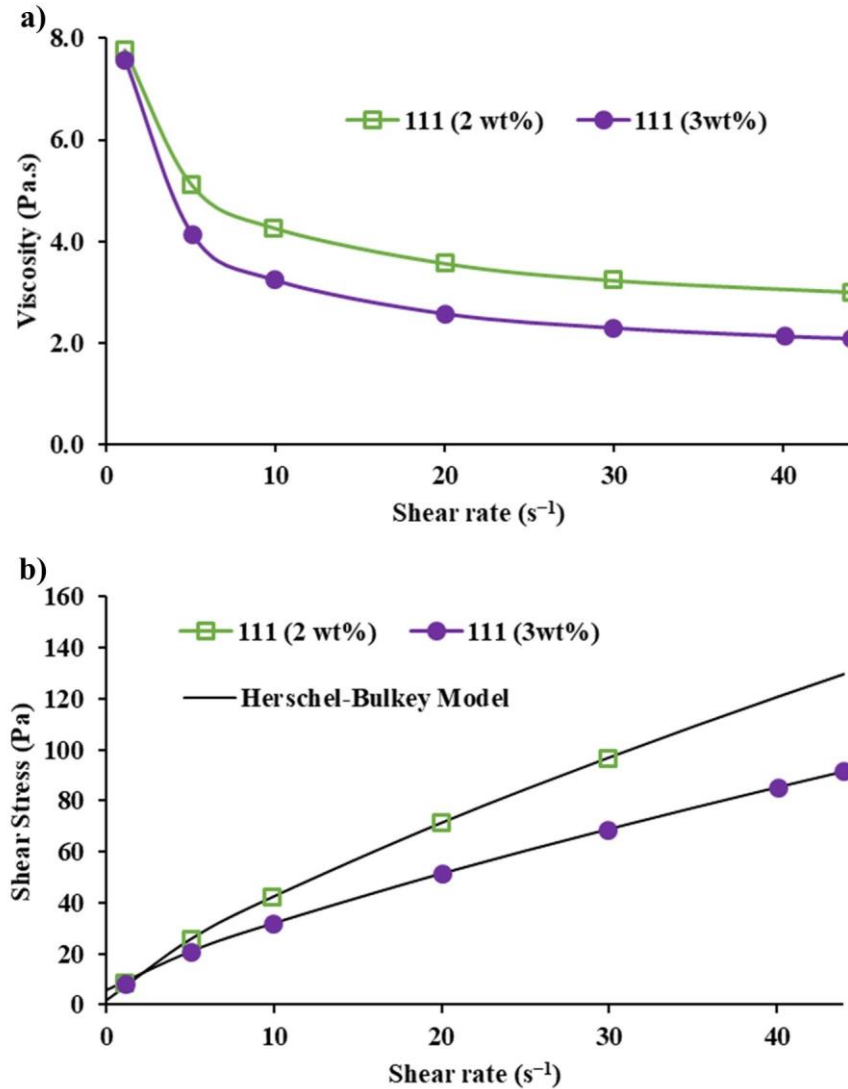 a)
8.0
6.0
4.0
2.0
0.0
Viscosity (Pa.s)
111 (2 wt%) 111 (3wt%)
0 10 20 30 40
Shear rate (s⁻¹)
b)
160
140
120
100
80
60
40
20
0
Shear Stress (Pa)
111 (2 wt%) 111 (3wt%)
Herschel-Bulkey Model
0 10 20 30 40
Shear rate (s⁻¹)